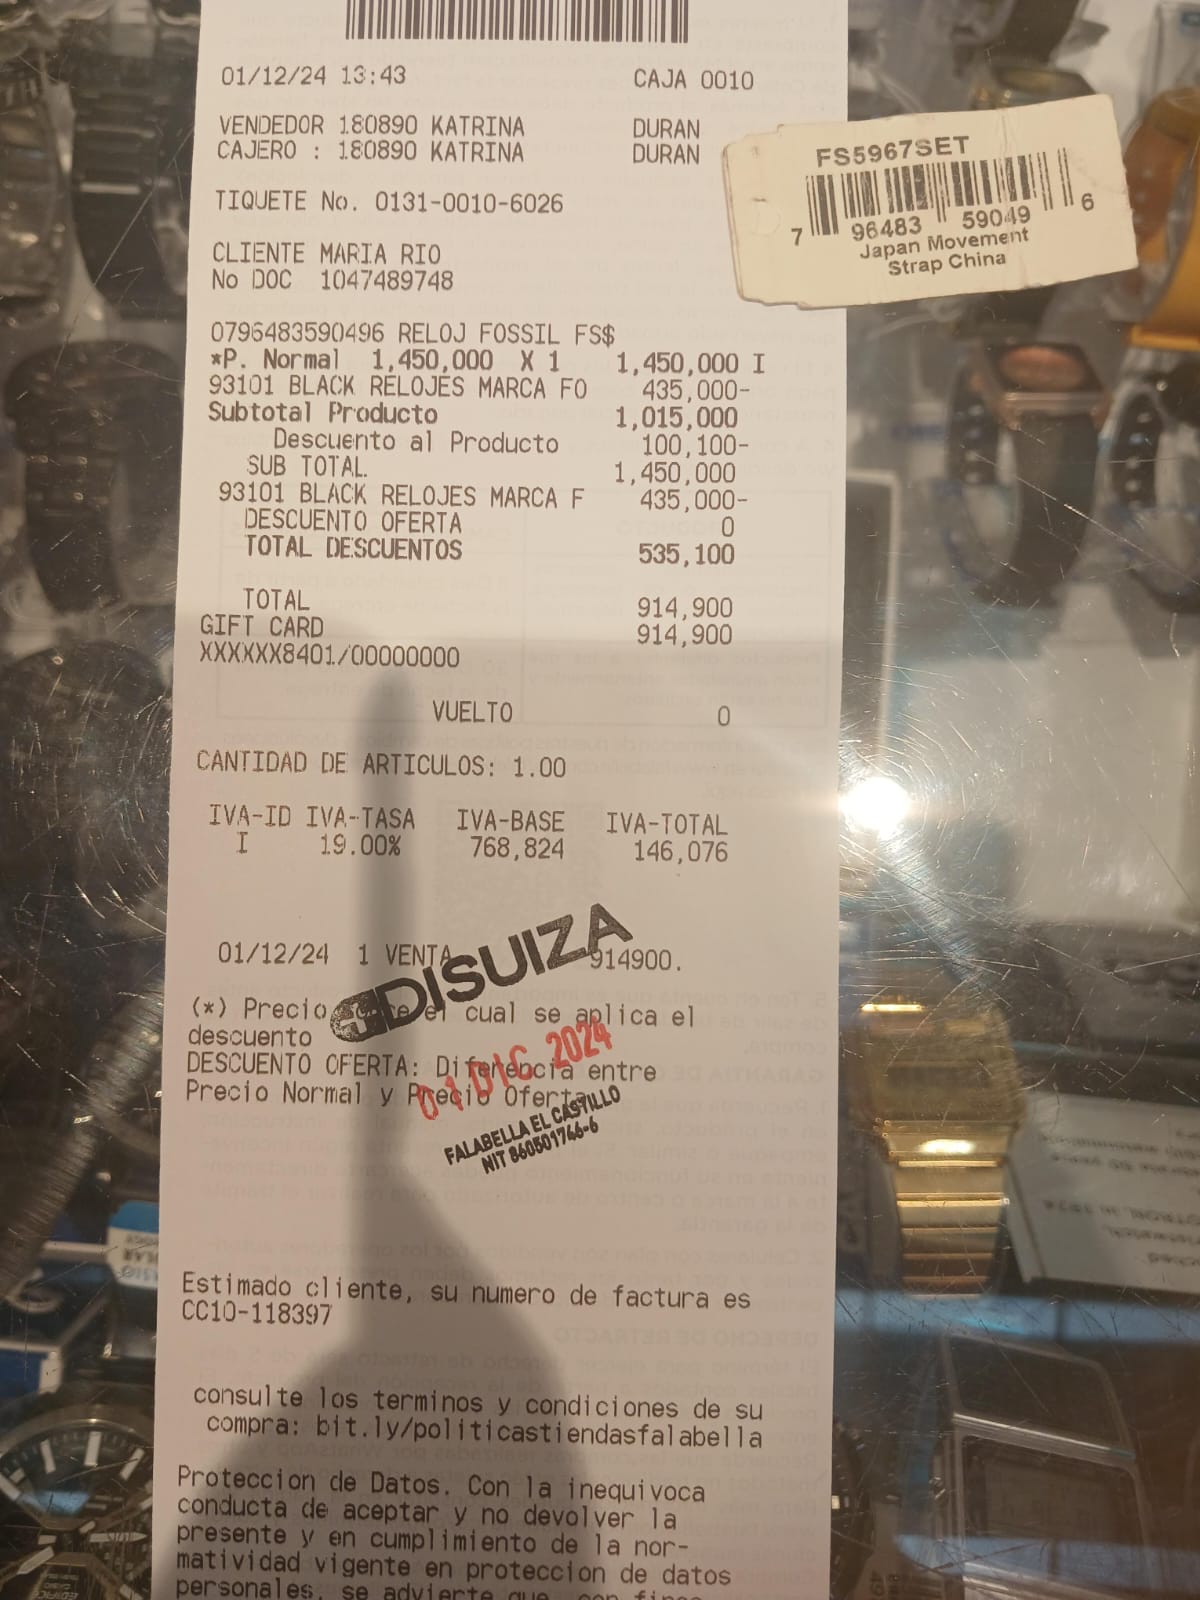 01/12/24 13:43 CAJA 0010
VENDEDOR 180890 KATRINA DURAN
CAJERO : 180890 KATRINA DURAN
TIQUETE No. 0131-0010-6026
CLIENTE MARIA RIO
No DOC 1047489748
0796483590496 RELOJ FOSSIL FS$
*P. Normal 1,450,000 X 1 1,450,000 I
93101 BLACK RELOJES MARCA FO 435,000-
Subtotal Producto 1,015,000
Descuento al Producto 100,100-
SUB TOTAL 1,450,000
93101 BLACK RELOJES MARCA F 435,000-
DESCUENTO OFERTA 0
TOTAL DESCUENTOS 535,100
TOTAL 914,900
GIFT CARD 914,900
XXXXXX8401/00000000
VUELTO 0
CANTIDAD DE ARTICULOS: 1.00
IVA-ID IVA-TASA IVA-BASE IVA-TOTAL
I 19.00% 768,824 146,076
01/12/24 1 VENTA 914900.
(*) Precio el cual se aplica el
descuento
DESCUENTO OFERTA: Diferencia entre
Precio Normal y Precio Oferta
DISUIZA
01 DIC 2024
FALABELLA EL CASTILLO
NIT 860501746-6
Estimado cliente, su numero de factura es
CC10-118397
consulte los terminos y condiciones de su
compra: bit.ly/politicastiendasfalabella
Proteccion de Datos. Con la inequivoca
conducta de aceptar y no devolver la
presente y en cumplimiento de la nor-
matividad vigente en proteccion de datos
personales, se advierte que, con
FS5967SET
7 96483 59049 6
Japan Movement
Strap China